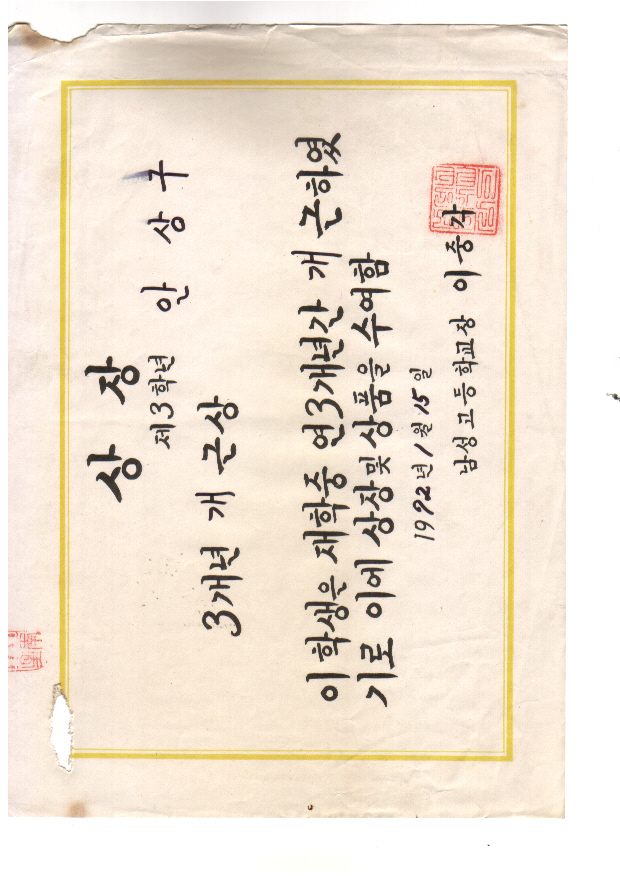 상 장
제3학년 안 상 구
3개년 개 근상
이 학생은 재학중 연3개년간 개 근하였
기로 이에 상장및 상품을 수여함
1992년 1월 15일
남성고등학교장 이중각